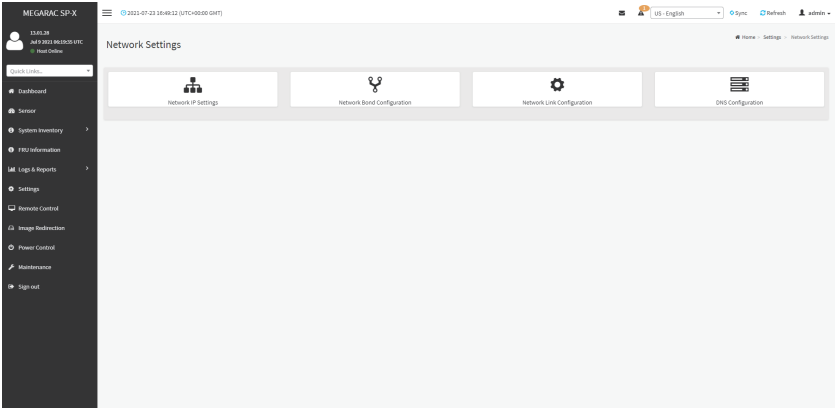 MEGARAC SP-X
2021-07-23 16:49:12 (UTC+00:00 GMT)
US - English
Sync
Refresh
admin
13.01.28
Jul 9 2021 06:19:35 UTC
Host Online
Quick Links...
Dashboard
Sensor
System Inventory
FRU Information
Logs & Reports
Settings
Remote Control
Image Redirection
Power Control
Maintenance
Sign out
Network Settings
Home > Settings > Network Settings
Network IP Settings
Network Bond Configuration
Network Link Configuration
DNS Configuration